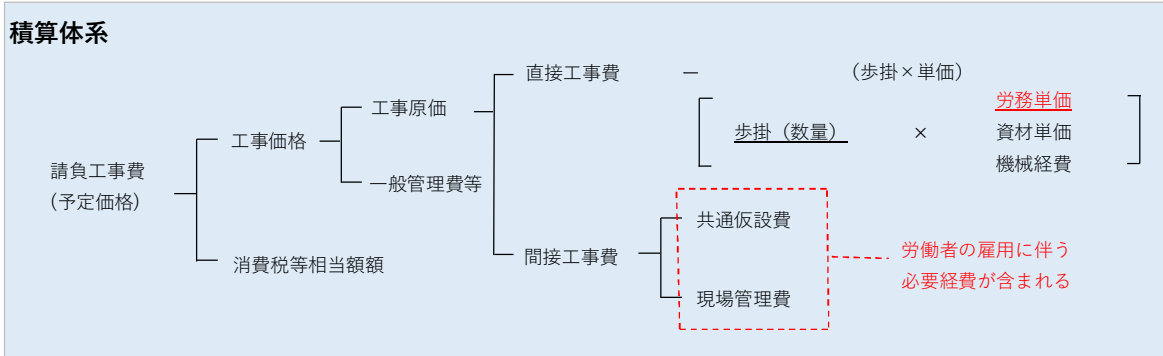 積算体系
直接工事費
(歩掛×単価)
工事原価
労務単価
歩掛（数量）
×
資材単価
工事価格
機械経費
請負工事費
(予定価格)
一般管理費等
共通仮設費
消費税等相当額額
間接工事費
労働者の雇用に伴う
必要経費が含まれる
現場管理費